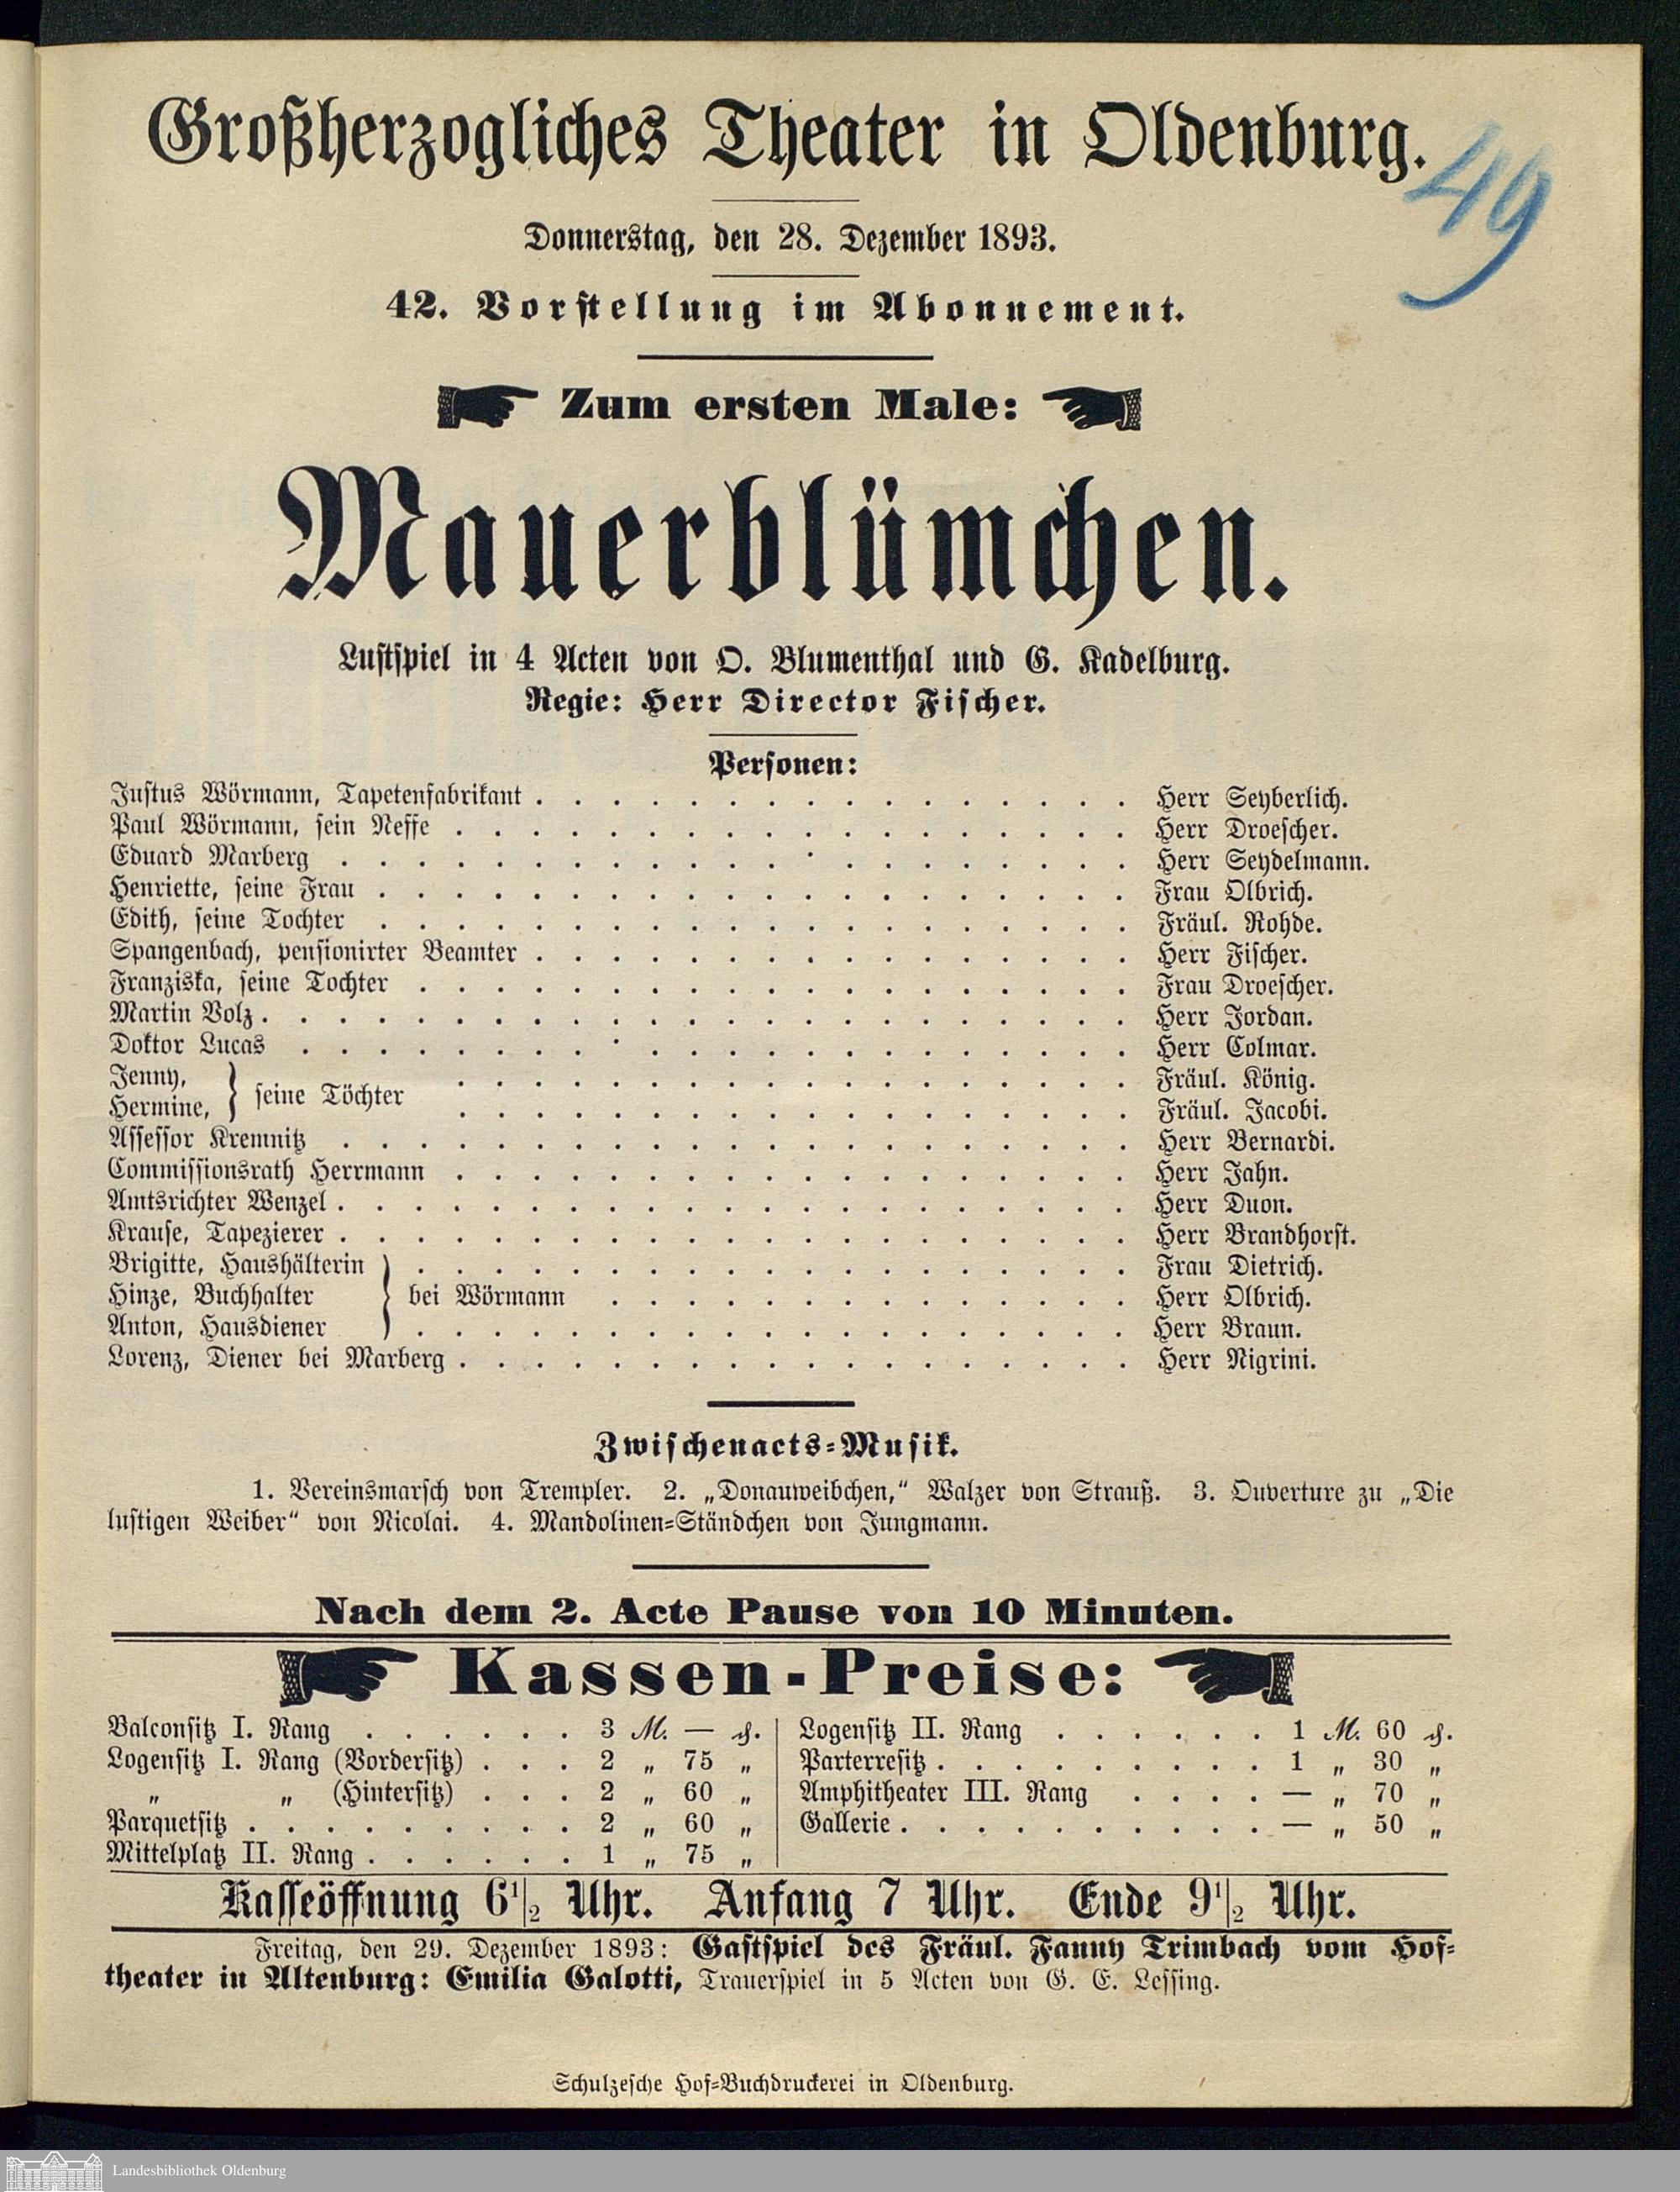 Großherzogliches Theater in Oldenburg.
49
Donnerstag, den 28. Dezember 1893.
42. Vorstellung im Abonnement.
Zum ersten Male:
Mauerblümchen.
Lustspiel in 4 Acten von O. Blumenthal und G. Kadelburg.
Regie: Herr Director Fischer.
Personen:
Justus Wörmann, Tapetenfabrikant . . . . . . . . . . . . . . . . Herr Seyberlich.
Paul Wörmann, sein Neffe . . . . . . . . . . . . . . . . . . Herr Droescher.
Eduard Marberg . . . . . . . . . . . . . . . . . . . . . Herr Seydelmann.
Henriette, seine Frau . . . . . . . . . . . . . . . . . . . . Frau Olbrich.
Edith, seine Tochter . . . . . . . . . . . . . . . . . . . . Fräul. Rohde.
Spangenbach, pensionirter Beamter . . . . . . . . . . . . . . . . Herr Fischer.
Franziska, seine Tochter . . . . . . . . . . . . . . . . . . . Frau Droescher.
Martin Volz . . . . . . . . . . . . . . . . . . . . . . . Herr Jordan.
Doktor Lucas . . . . . . . . . . . . . . . . . . . . . . Herr Colmar.
Jenny, . . . . . . . . . . . . . . . . . . Fräul. König.
seine Töchter
Hermine, . . . . . . . . . . . . . . . . . . Fräul. Jacobi.
Assessor Kremnitz . . . . . . . . . . . . . . . . . . . . . Herr Bernardi.
Commissionsrath Herrmann . . . . . . . . . . . . . . . . . . Herr Jahn.
Amtsrichter Wenzel . . . . . . . . . . . . . . . . . . . . . Herr Duon.
Krause, Tapezierer . . . . . . . . . . . . . . . . . . . . . Herr Brandhorst.
Brigitte, Haushälterin . . . . . . . . . . . . . . . . . . . Frau Dietrich.
Hinze, Buchhalter bei Wörmann . . . . . . . . . . . . . . Herr Olbrich.
Anton, Hausdiener . . . . . . . . . . . . . . . . . . . Herr Braun.
Lorenz, Diener bei Marberg . . . . . . . . . . . . . . . . . . Herr Nigrini.
Zwischenacts-Musik.
1. Vereinsmarsch von Trempler. 2. „Donauweibchen,“ Walzer von Strauß. 3. Ouverture zu „Die
lustigen Weiber“ von Nicolai. 4. Mandolinen-Ständchen von Jungmann.
Nach dem 2. Acte Pause von 10 Minuten.
Kassen-Preise:
Balconsitz I. Rang . . . . . . 3 M. — ₰.
Logensitz I. Rang (Vordersitz) . . . 2 „ 75 „
„ „ (Hintersitz) . . . 2 „ 60 „
Parquetsitz . . . . . . . . . 2 „ 60 „
Mittelplatz II. Rang . . . . . . 1 „ 75 „
Logensitz II. Rang . . . . . . 1 M. 60 ₰.
Parterresitz . . . . . . . . . 1 „ 30 „
Amphitheater III. Rang . . . . — „ 70 „
Gallerie . . . . . . . . . . — „ 50 „
Kasseöffnung 6½ Uhr. Anfang 7 Uhr. Ende 9½ Uhr.
Freitag, den 29. Dezember 1893: Gastspiel des Fräul. Fanny Trimbach vom Hof-
theater in Altenburg: Emilia Galotti, Trauerspiel in 5 Acten von G. E. Lessing.
Schulzesche Hof-Buchdruckerei in Oldenburg.
Landesbibliothek Oldenburg